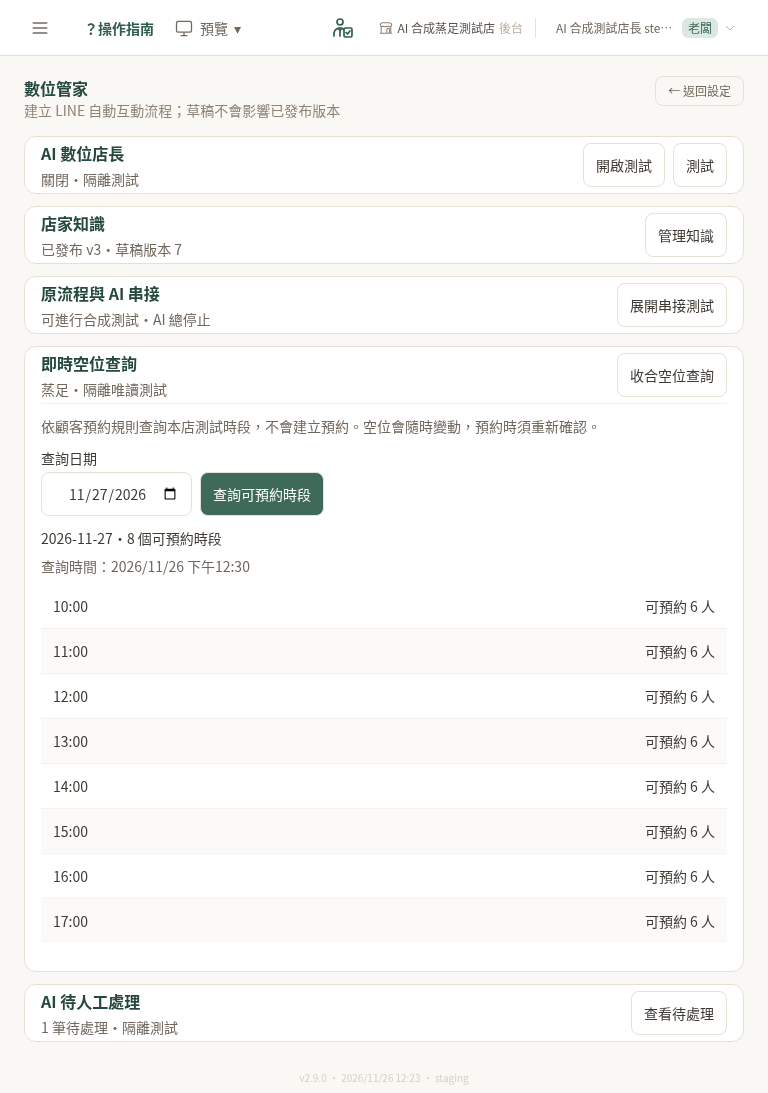 ？操作指南 預覽 ▾ AI 合成蒸足測試店 後台 AI 合成測試店長 ste… 老闆
數位管家
建立 LINE 自動互動流程；草稿不會影響已發布版本
← 返回設定
AI 數位店長
關閉・隔離測試
開啟測試 測試
店家知識
已發布 v3・草稿版本 7
管理知識
原流程與 AI 串接
可進行合成測試・AI 總停止
展開串接測試
即時空位查詢
蒸足・隔離唯讀測試
收合空位查詢
依顧客預約規則查詢本店測試時段，不會建立預約。空位會隨時變動，預約時須重新確認。
查詢日期
11/27/2026 查詢可預約時段
2026-11-27・8 個可預約時段
查詢時間：2026/11/26 下午12:30
10:00 可預約 6 人
11:00 可預約 6 人
12:00 可預約 6 人
13:00 可預約 6 人
14:00 可預約 6 人
15:00 可預約 6 人
16:00 可預約 6 人
17:00 可預約 6 人
AI 待人工處理
1 筆待處理・隔離測試
查看待處理
v2.9.0 ・ 2026/11/26 12:23 ・ staging